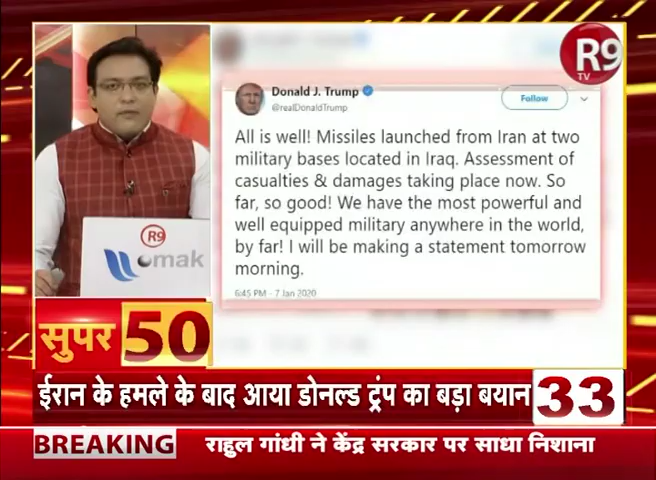 R9
TV
Donald J. Trump
@realDonaldTrump
Follow
All is well! Missiles launched from Iran at two
military bases located in Iraq. Assessment of
casualties & damages taking place now. So
far, so good! We have the most powerful and
well equipped military anywhere in the world,
by far! I will be making a statement tomorrow
morning.
6:45 PM - 7 Jan 2020
R9
omak
सुपर 50
ईरान के हमले के बाद आया डोनल्ड ट्रंप का बड़ा बयान 33
BREAKING राहुल गांधी ने केंद्र सरकार पर साधा निशाना